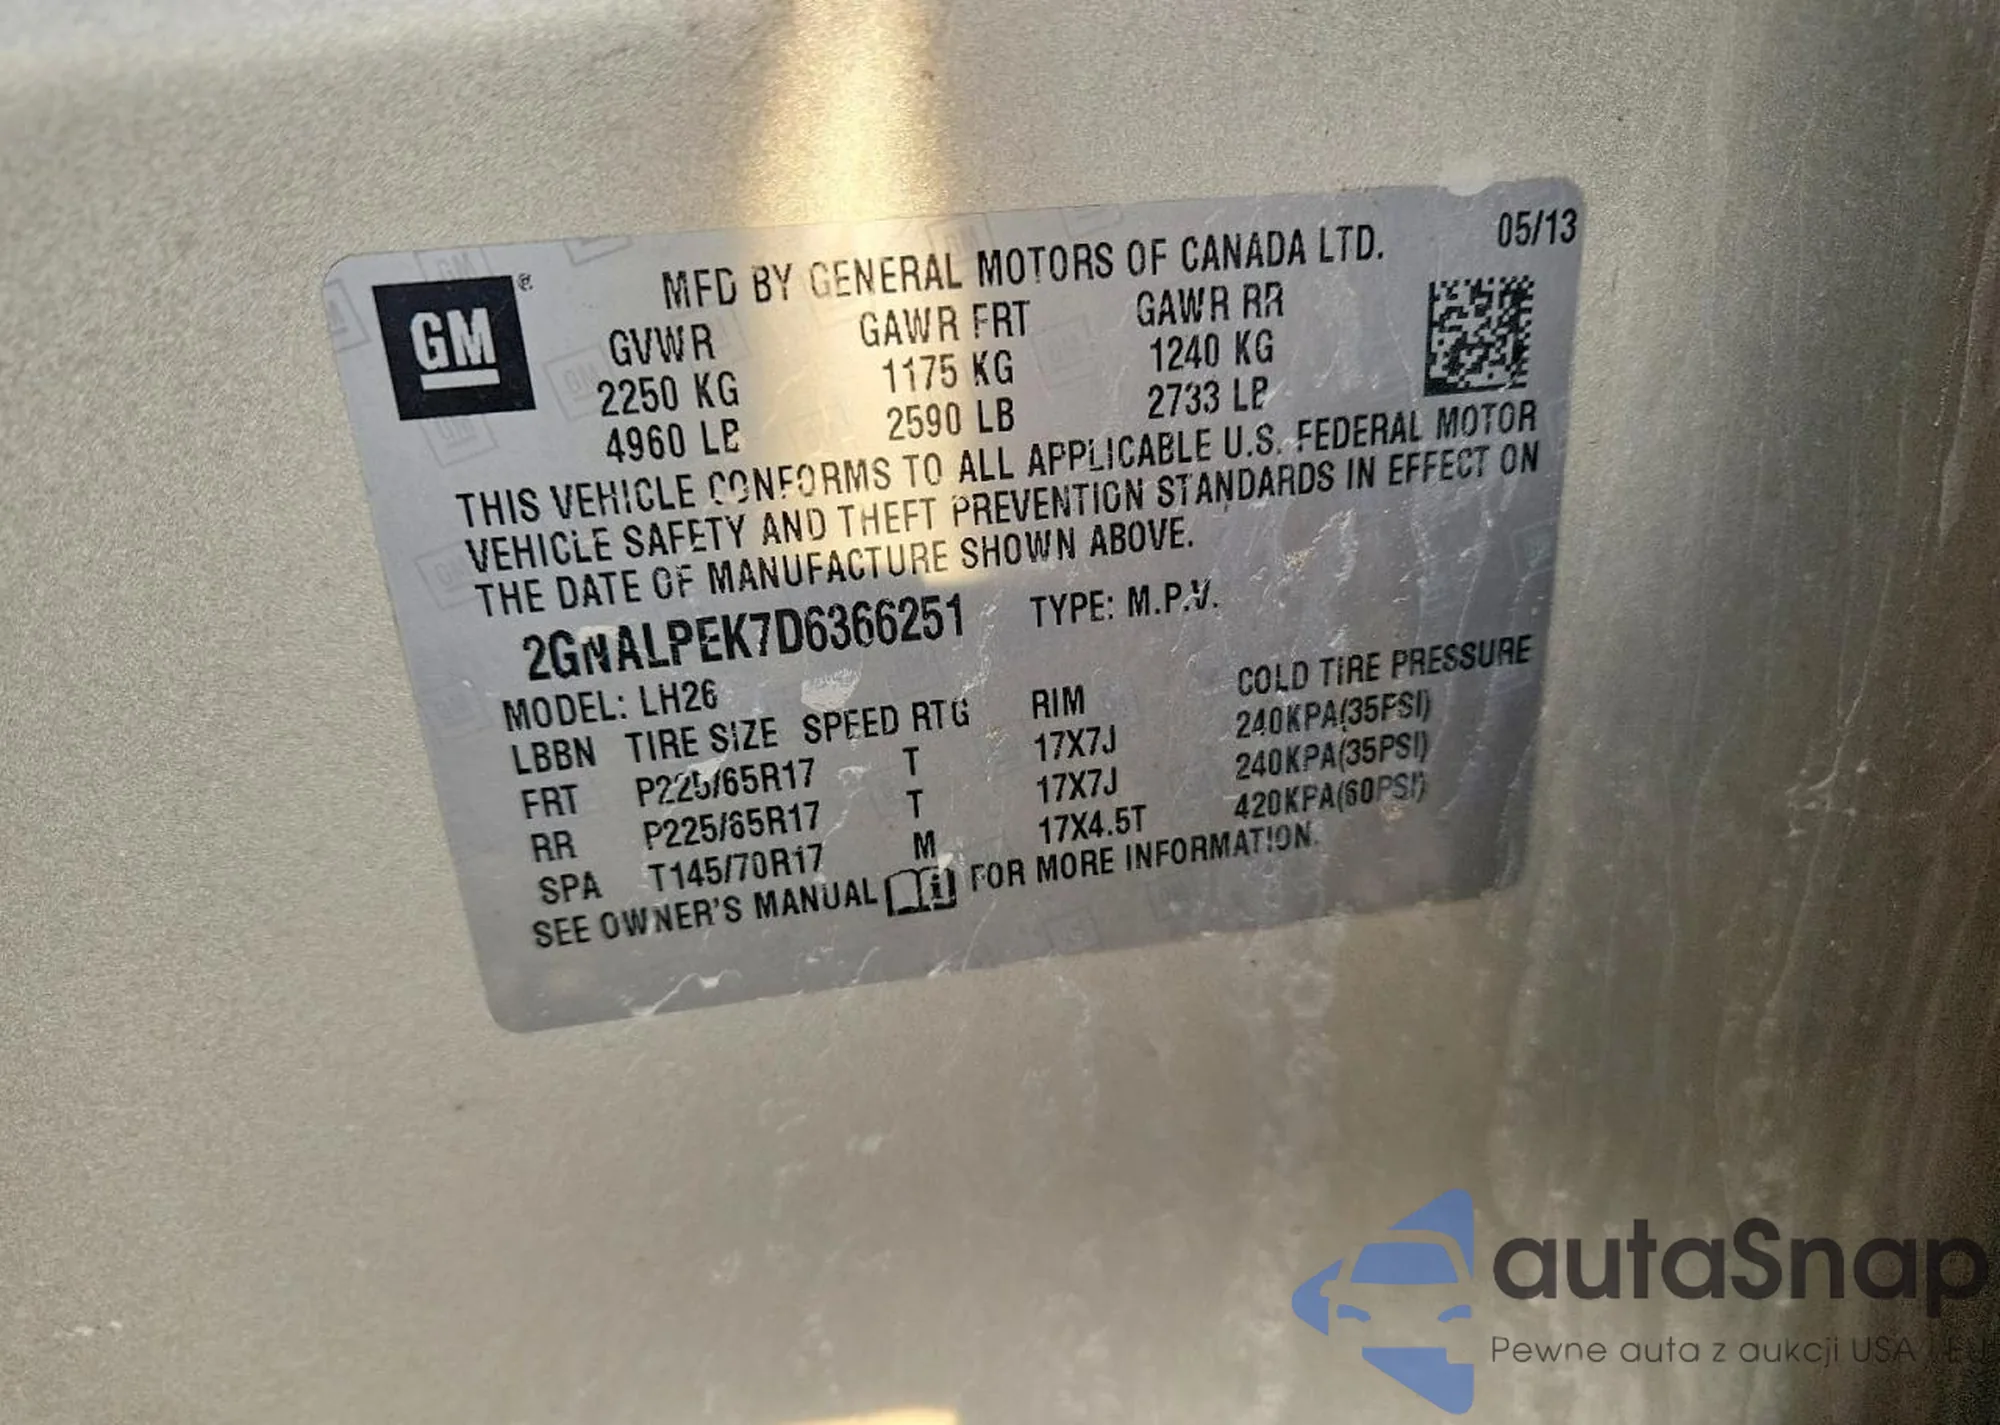 GM ®
MFD BY GENERAL MOTORS OF CANADA LTD. 05/13
GVWR GAWR FRT GAWR RR
2250 KG 1175 KG 1240 KG
4960 LB 2590 LB 2733 LB
THIS VEHICLE CONFORMS TO ALL APPLICABLE U.S. FEDERAL MOTOR
VEHICLE SAFETY AND THEFT PREVENTION STANDARDS IN EFFECT ON
THE DATE OF MANUFACTURE SHOWN ABOVE.
2GNALPEK7D6366251 TYPE: M.P.V.
MODEL: LH26
LBBN TIRE SIZE SPEED RTG RIM COLD TIRE PRESSURE
FRT P225/65R17 T 17X7J 240KPA(35PSI)
RR P225/65R17 T 17X7J 240KPA(35PSI)
SPA T145/70R17 M 17X4.5T 420KPA(60PSI)
SEE OWNER'S MANUAL i FOR MORE INFORMATION.
autaSnap
Pewne auta z aukcji USA i EU